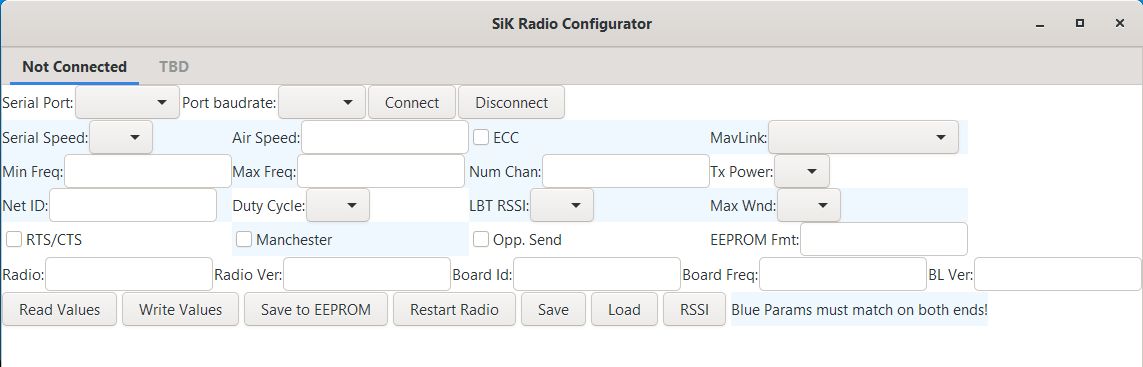 SiK Radio Configurator
Not Connected TBD
Serial Port: Port baudrate: Connect Disconnect
Serial Speed: Air Speed: ECC MavLink:
Min Freq: Max Freq: Num Chan: Tx Power:
Net ID: Duty Cycle: LBT RSSI: Max Wnd:
RTS/CTS Manchester Opp. Send EEPROM Fmt:
Radio: Radio Ver: Board Id: Board Freq: BL Ver:
Read Values Write Values Save to EEPROM Restart Radio Save Load RSSI Blue Params must match on both ends!